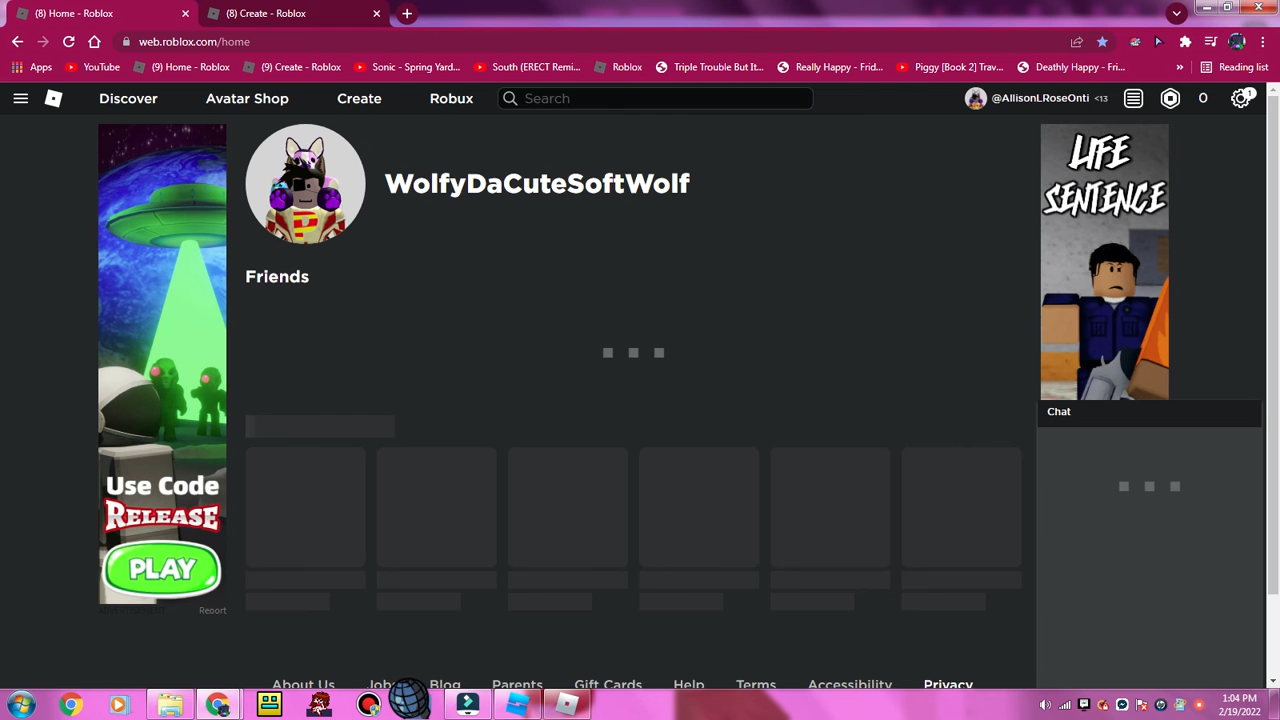 (8) Home - Roblox
(8) Create - Roblox
web.roblox.com/home
Apps
YouTube
(9) Home - Roblox
(9) Create - Roblox
Sonic - Spring Yard...
South (ERECT Remi...
Roblox
Triple Trouble But It...
Really Happy - Frid...
Piggy [Book 2] Trav...
Deathly Happy - Fri...
»
Reading list
Discover
Avatar Shop
Create
Robux
Search
@AllisonLRoseOnti <13
0
1
WolfyDaCuteSoftWolf
Friends
LIFE
SENTENCE
Chat
Use Code
RELEASE
PLAY
ADVERTISEMENT
Report
About Us
Jobs
Blog
Parents
Gift Cards
Help
Terms
Accessibility
Privacy
1:04 PM
2/19/2022